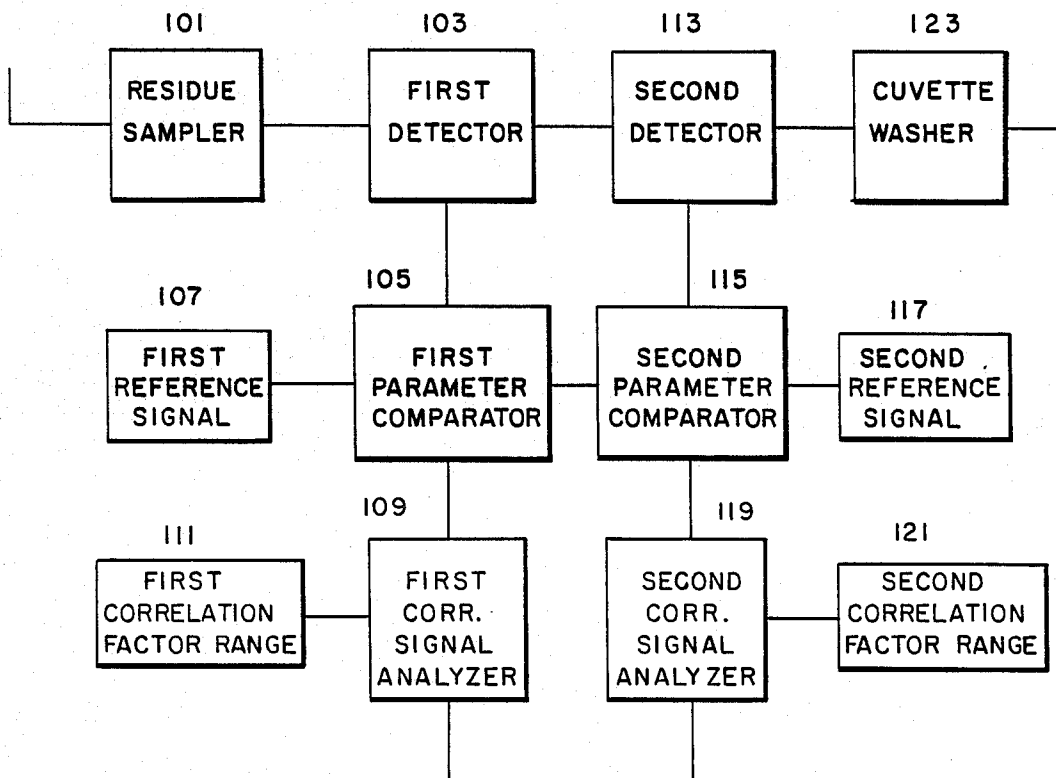 101
103
113
123
RESIDUE
SAMPLER
FIRST
DETECTOR
SECOND
DETECTOR
CUVETTE
WASHER
107
105
115
117
FIRST
REFERENCE
SIGNAL
FIRST
PARAMETER
COMPARATOR
SECOND
PARAMETER
COMPARATOR
SECOND
REFERENCE
SIGNAL
111
109
119
121
FIRST
CORRELATION
FACTOR RANGE
FIRST
CORR.
SIGNAL
ANALYZER
SECOND
CORR.
SIGNAL
ANALYZER
SECOND
CORRELATION
FACTOR RANGE